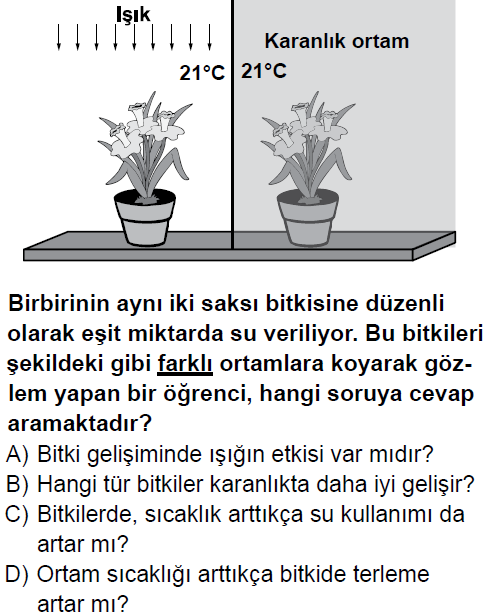 Işık
Karanlık ortam
21°C 21°C
Birbirinin aynı iki saksı bitkisine düzenli
olarak eşit miktarda su veriliyor. Bu bitkileri
şekildeki gibi farklı ortamlara koyarak göz-
lem yapan bir öğrenci, hangi soruya cevap
aramaktadır?
A) Bitki gelişiminde ışığın etkisi var mıdır?
B) Hangi tür bitkiler karanlıkta daha iyi gelişir?
C) Bitkilerde, sıcaklık arttıkça su kullanımı da
artar mı?
D) Ortam sıcaklığı arttıkça bitkide terleme
artar mı?